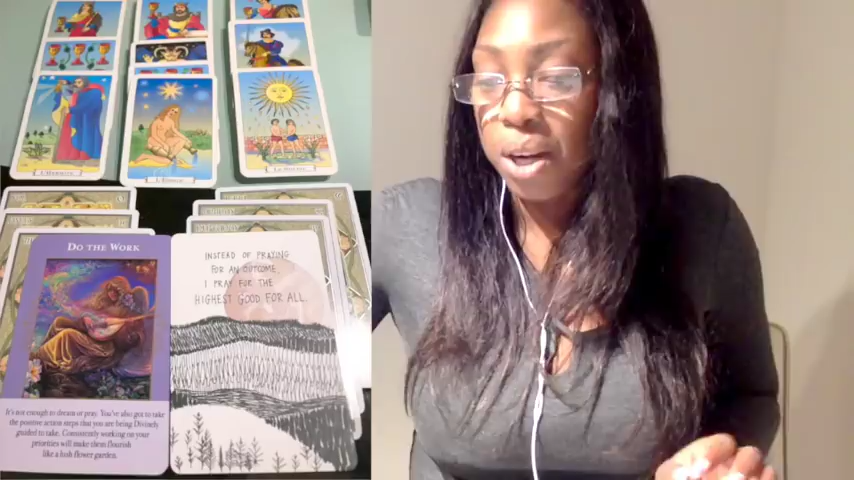 L'HERMITE
L'ETOILE
LE SOLEIL
DO THE WORK
It's not enough to dream or pray. You've also got to take
the positive action steps that you are being Divinely
guided to take. Consistently working on your
priorities will make them flourish
like a lush flower garden.
INSTEAD OF PRAYING
FOR AN OUTCOME,
I PRAY FOR THE
HIGHEST GOOD FOR ALL.